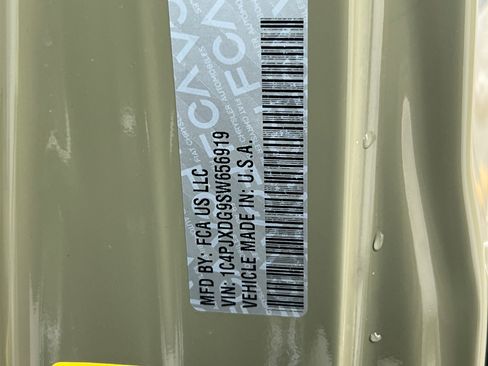 MFD BY: FCA US LLC
VIN: 1C4PJXDG9SW656919
VEHICLE MADE IN: U.S.A.